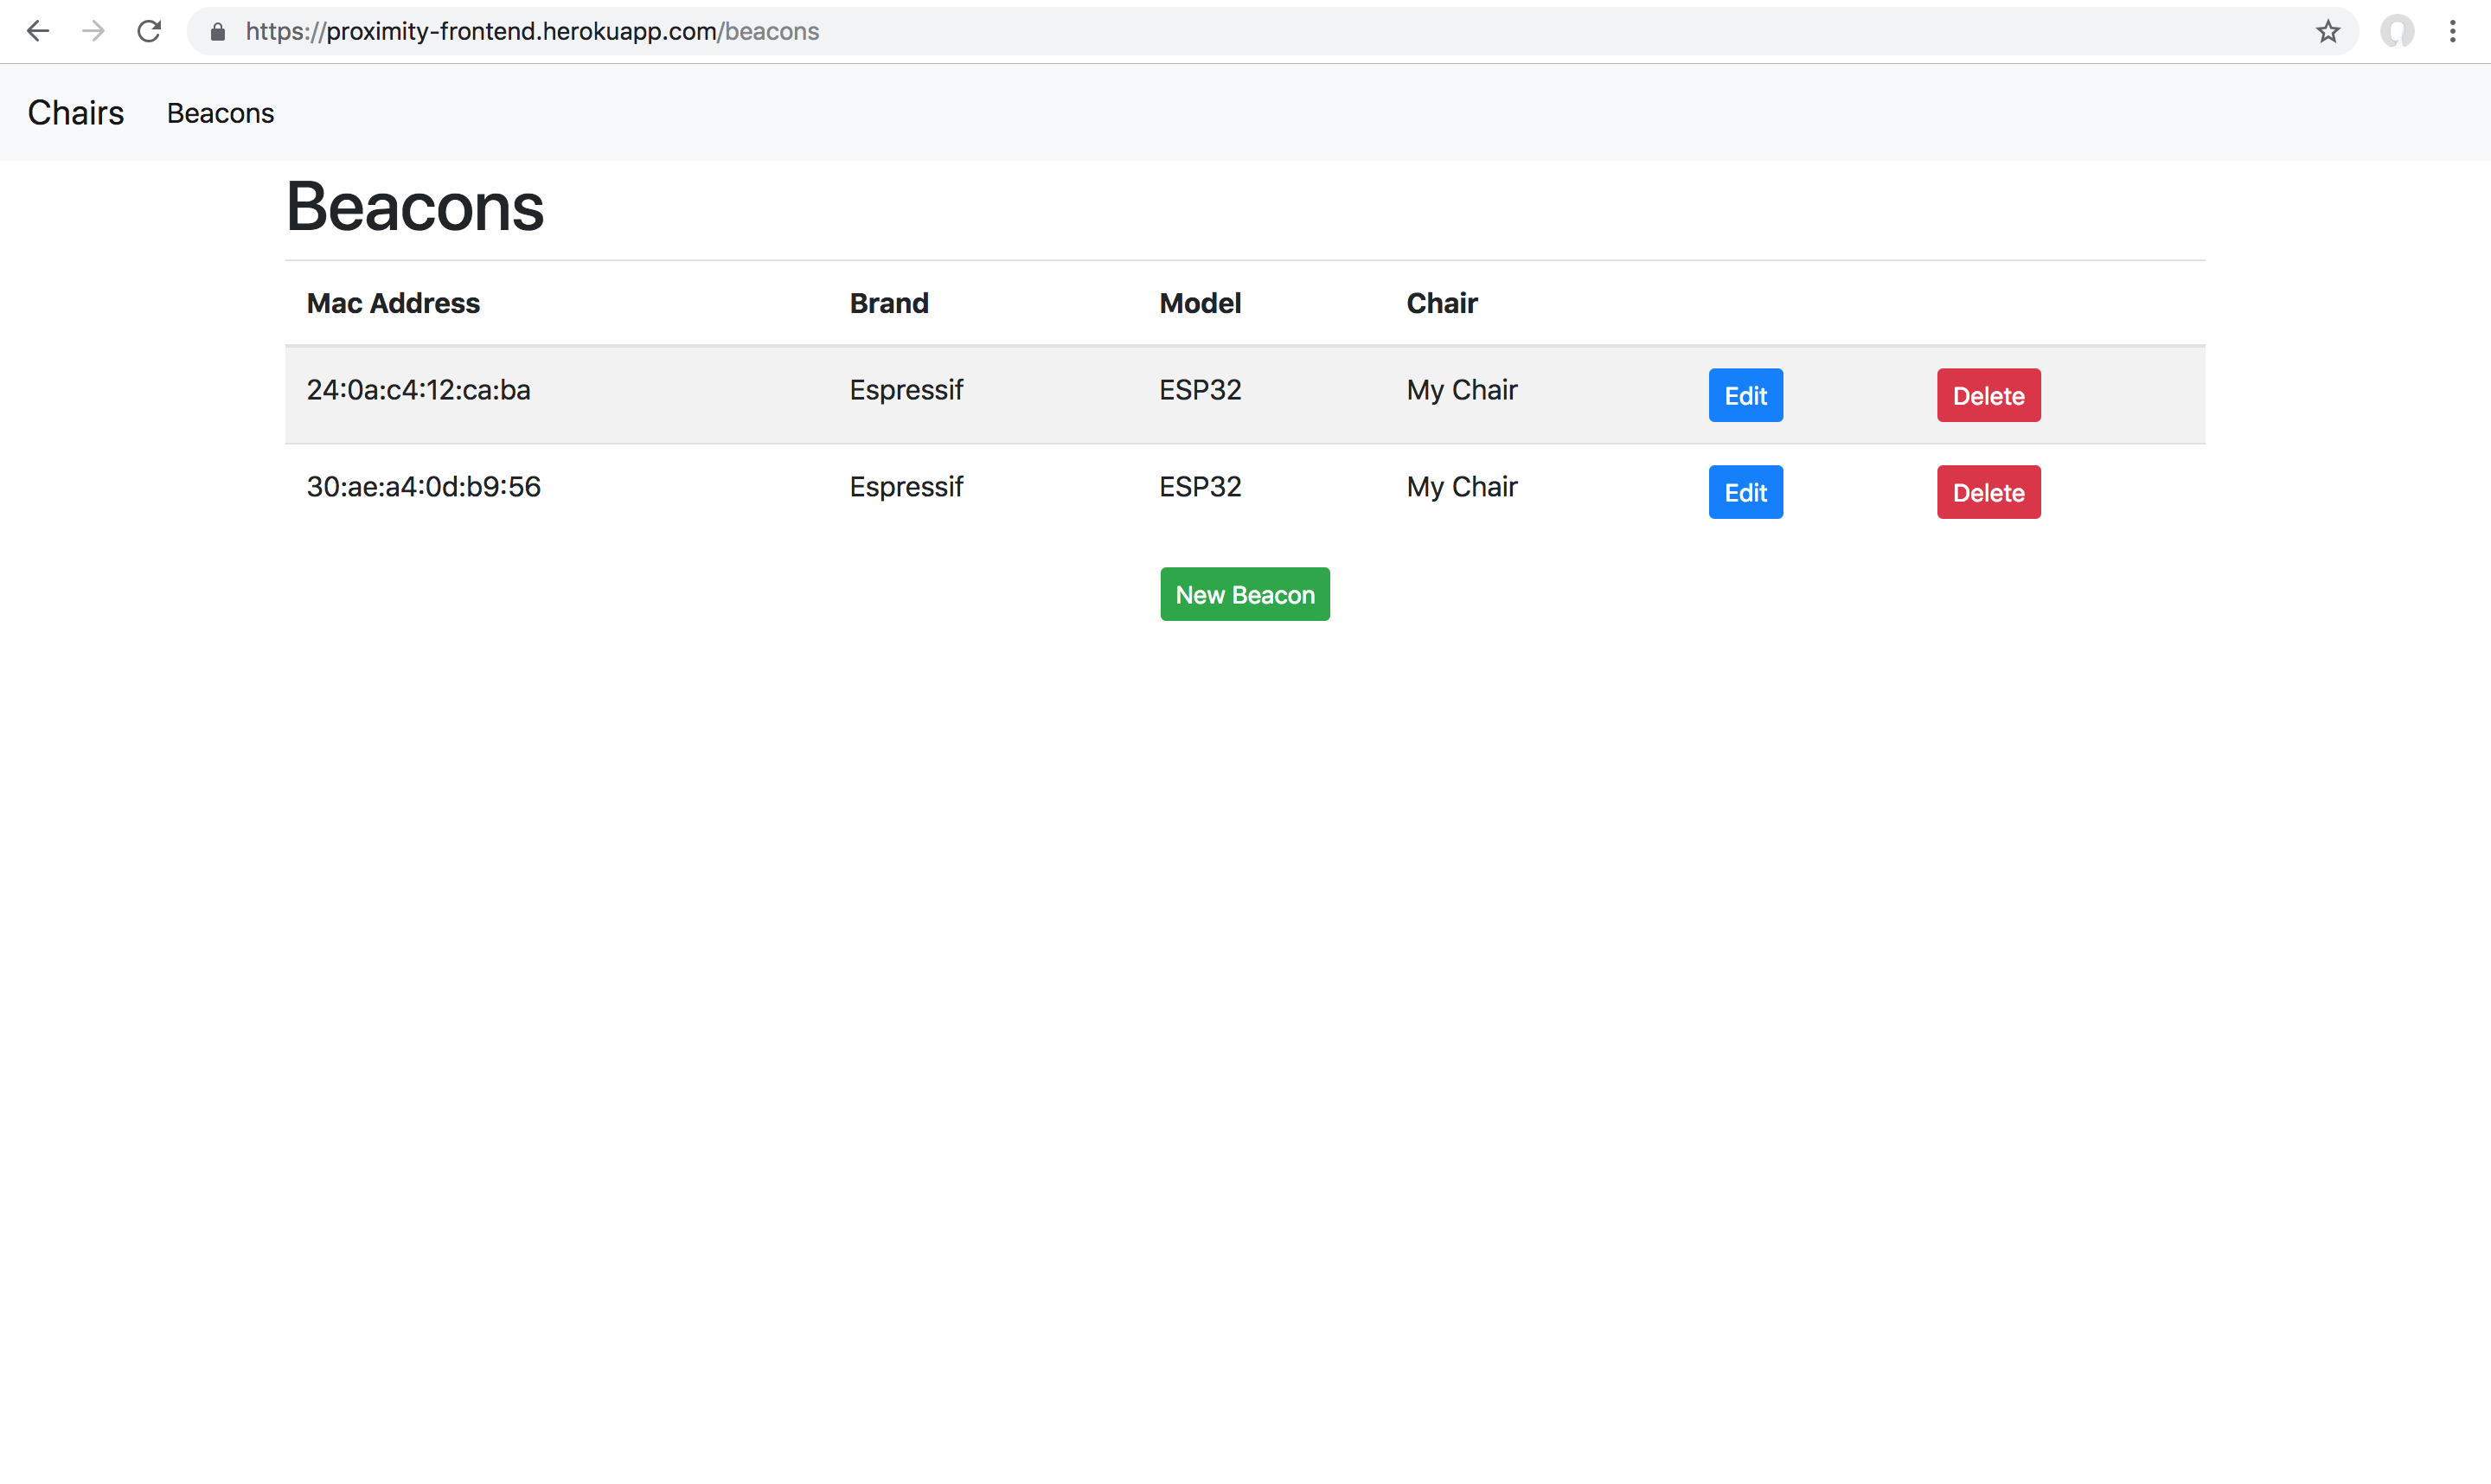 https://proximity-frontend.herokuapp.com/beacons
Chairs Beacons
Beacons
Mac Address Brand Model Chair
24:0a:c4:12:ca:ba Espressif ESP32 My Chair Edit Delete
30:ae:a4:0d:b9:56 Espressif ESP32 My Chair Edit Delete
New Beacon